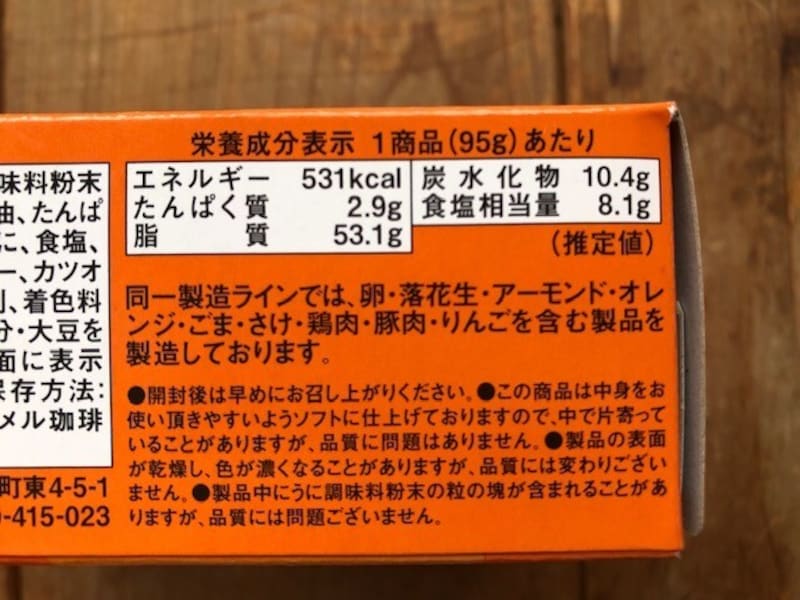 栄養成分表示 1商品(95g)あたり
エネルギー 531kcal
たんぱく質 2.9g
脂質 53.1g
炭水化物 10.4g
食塩相当量 8.1g
(推定値)
味料粉末
油、たんぱ
に、食塩、
ー、カツオ
リ、着色料
分・大豆を
面に表示
保存方法:
メル珈琲
町東4-5-1
0-415-023
同一製造ラインでは、卵・落花生・アーモンド・オレ
ンジ・ごま・さけ・鶏肉・豚肉・りんごを含む製品を
製造しております。
●開封後は早めにお召し上がりください。●この商品は中身をお
使い頂きやすいようソフトに仕上げておりますので、中で片寄って
いることがありますが、品質に問題はありません。●製品の表面
が乾燥し、色が濃くなることがありますが、品質には変わりござい
ません。●製品中にうに調味料粉末の粒の塊が含まれることがあ
りますが、品質には問題ございません。